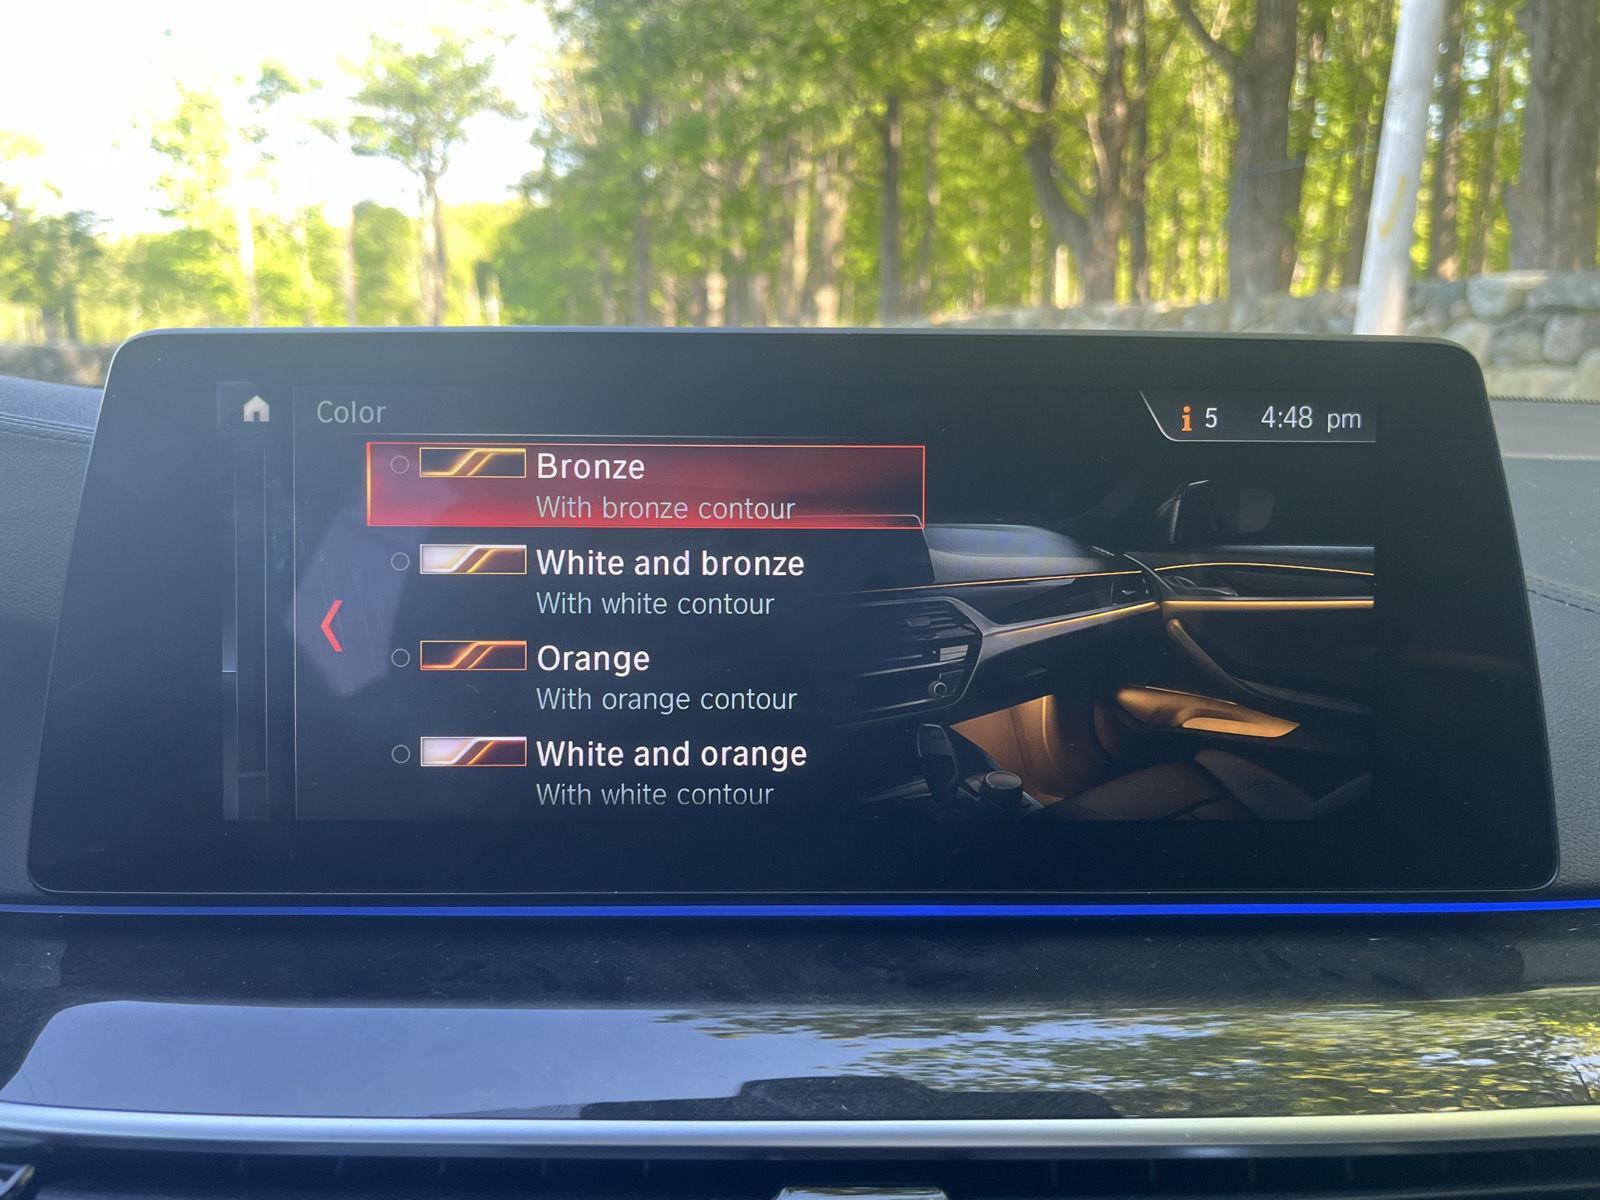 Color
i 5 4:48 pm
Bronze
With bronze contour
White and bronze
With white contour
Orange
With orange contour
White and orange
With white contour